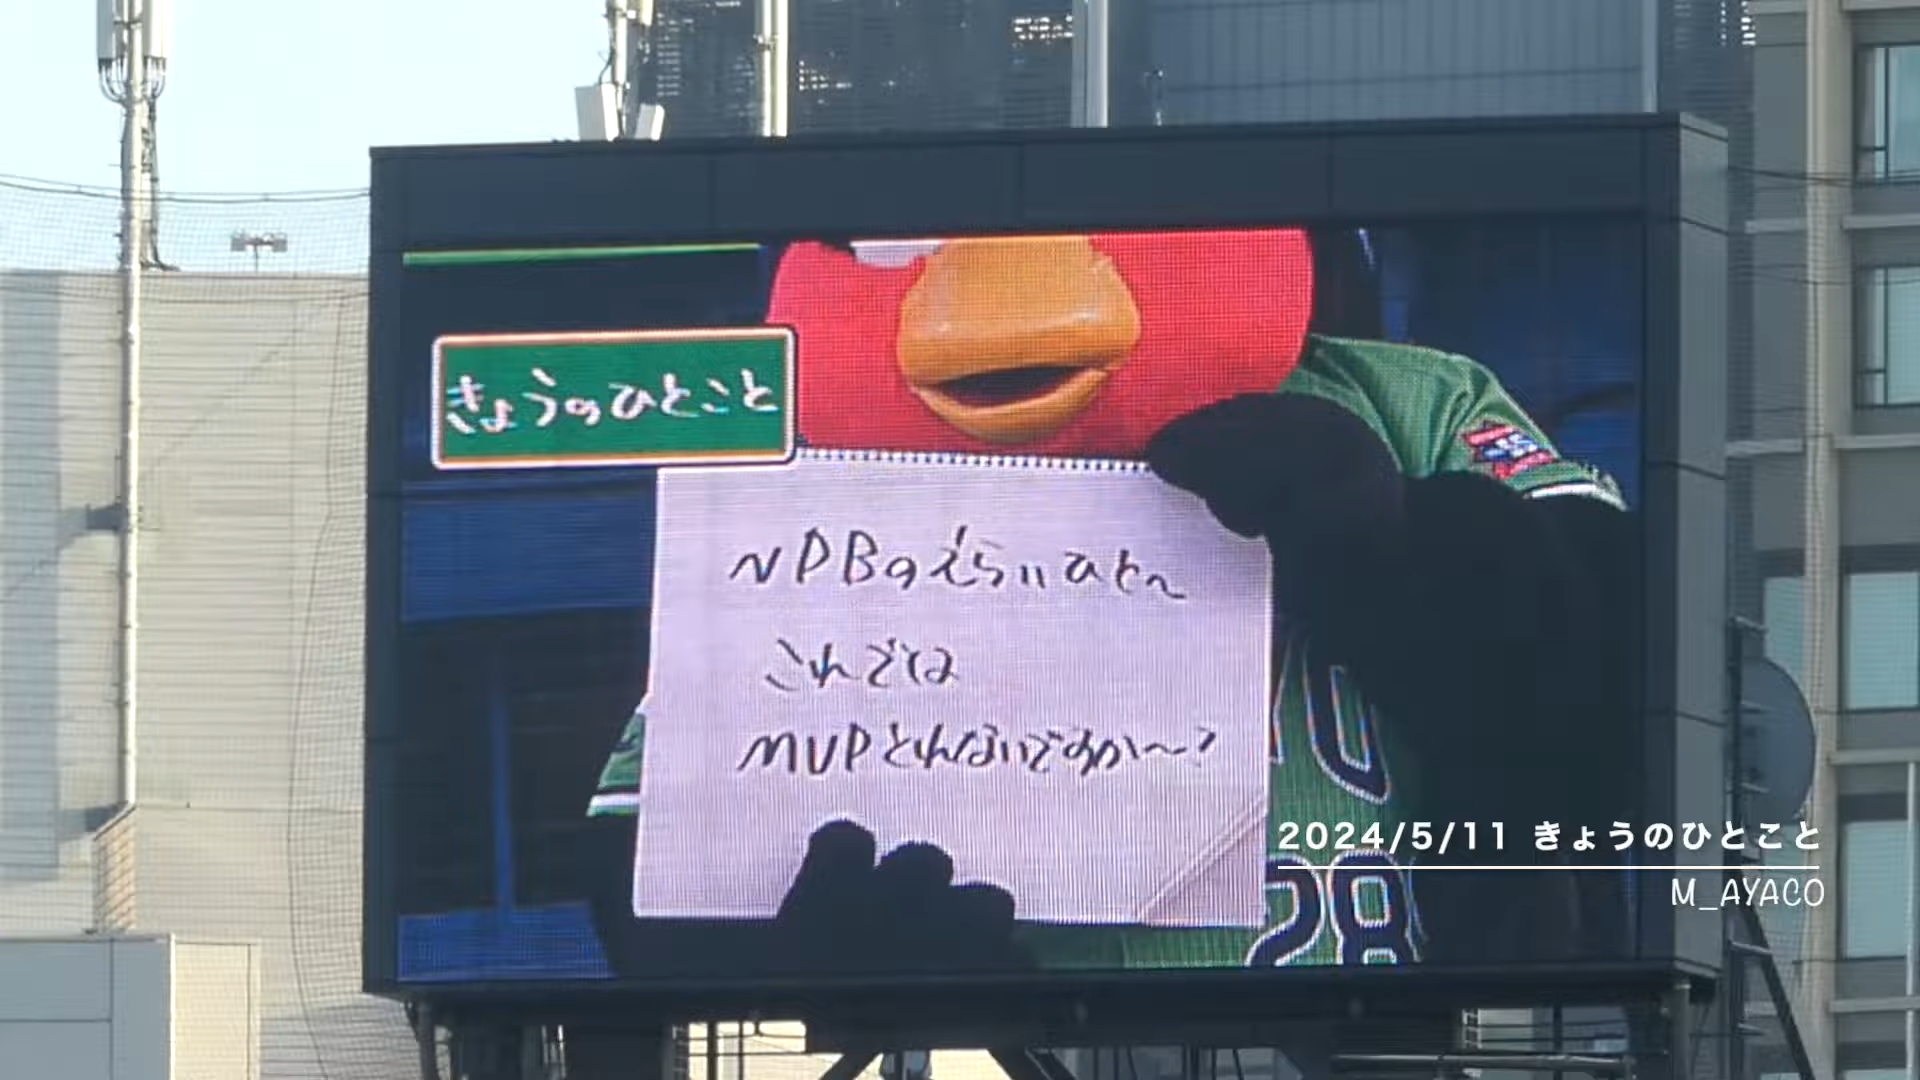 きょうのひとこと
NPBのえらいひと〜
これでは
MVPとれないですか〜?
28
2024/5/11 きょうのひとこと
M_AYACO